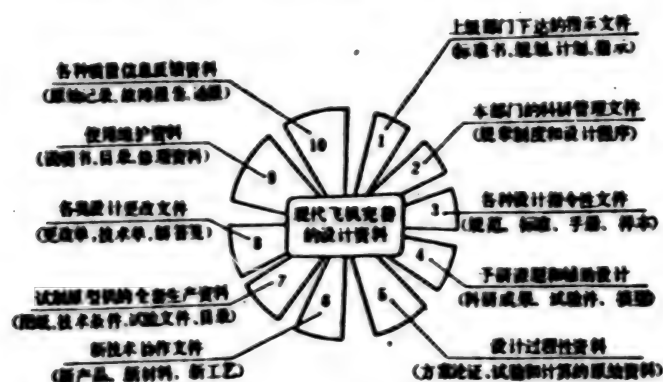 上级部门下达的指示文件
(标准书、规划、计划、指示)
1
本部门的科研管理文件
(规章制度和设计程序)
2
各种设计指令性文件
(规范、标准、手册、样本)
3
予研课题和辅助设计
(科研成果、试验件、模型)
4
设计过程性资料
(方案论证、试验和计算的原始资料)
5
新技术协作文件
(新产品、新材料、新工艺)
6
试制原型机的全套生产资料
(图纸、技术条件、试验文件、目录)
7
各类设计更改文件
(更改单、技术单、)
8
使用维护资料
(说明书、目录、修理资料)
9
各种质量信息反馈资料
(原始记录、故障报告、)
10
现代飞机完善
的设计资料